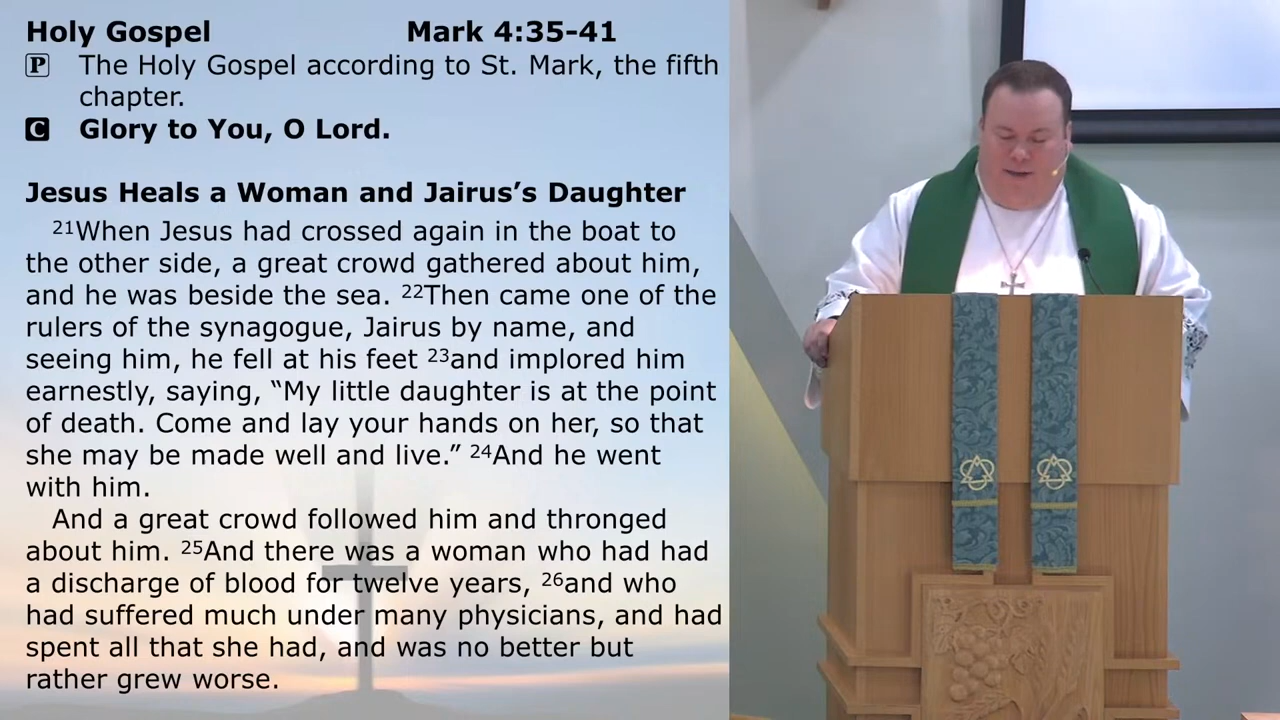 Holy Gospel Mark 4:35-41
P The Holy Gospel according to St. Mark, the fifth
chapter.
C Glory to You, O Lord.
Jesus Heals a Woman and Jairus’s Daughter
21When Jesus had crossed again in the boat to
the other side, a great crowd gathered about him,
and he was beside the sea. 22Then came one of the
rulers of the synagogue, Jairus by name, and
seeing him, he fell at his feet 23and implored him
earnestly, saying, “My little daughter is at the point
of death. Come and lay your hands on her, so that
she may be made well and live.” 24And he went
with him.
And a great crowd followed him and thronged
about him. 25And there was a woman who had had
a discharge of blood for twelve years, 26and who
had suffered much under many physicians, and had
spent all that she had, and was no better but
rather grew worse.